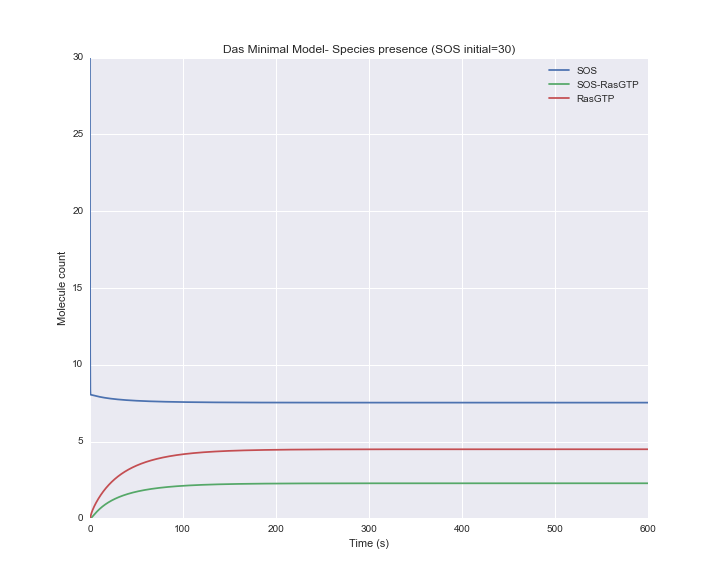 Das Minimal Model- Species presence (SOS initial=30)
30
25
20
15
10
5
0
Molecule count
SOS
SOS-RasGTP
RasGTP
0 100 200 300 400 500 600
Time (s)